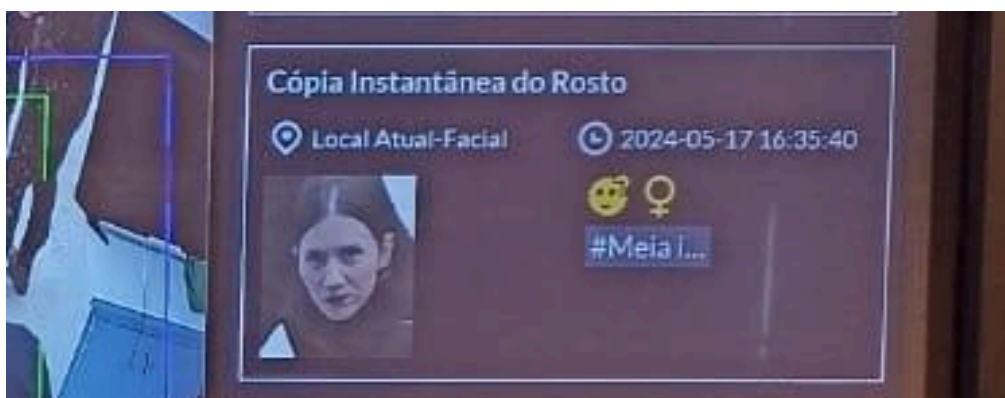 Cópia Instantânea do Rosto
Local Atual-Facial
2024-05-17 16:35:40
#Meia i...